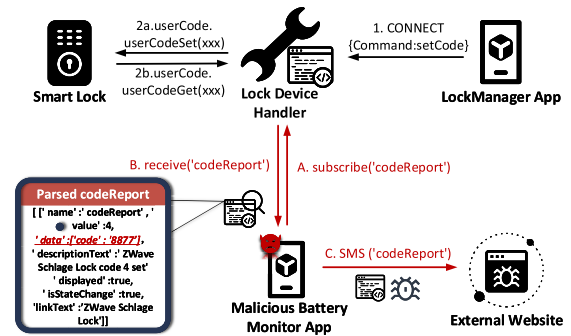 2a.userCode.
userCodeSet(xxx)
1. CONNECT
{Command:setCode}
2b.userCode.
userCodeGet(xxx)
Smart Lock
Lock Device
Handler
LockManager App
B. receive('codeReport')
A. subscribe('codeReport')
Parsed codeReport
[ [' name' :' codeReport' , '
value' :4,
' data' :['code' : '8877'],
' descriptionText' :' ZWave
Schlage Lock code 4 set'
' displayed' :true,
' isStateChange' :true,
'linkText' :'ZWave Schlage
Lock']]
C. SMS ('codeReport')
Malicious Battery
Monitor App
External Website